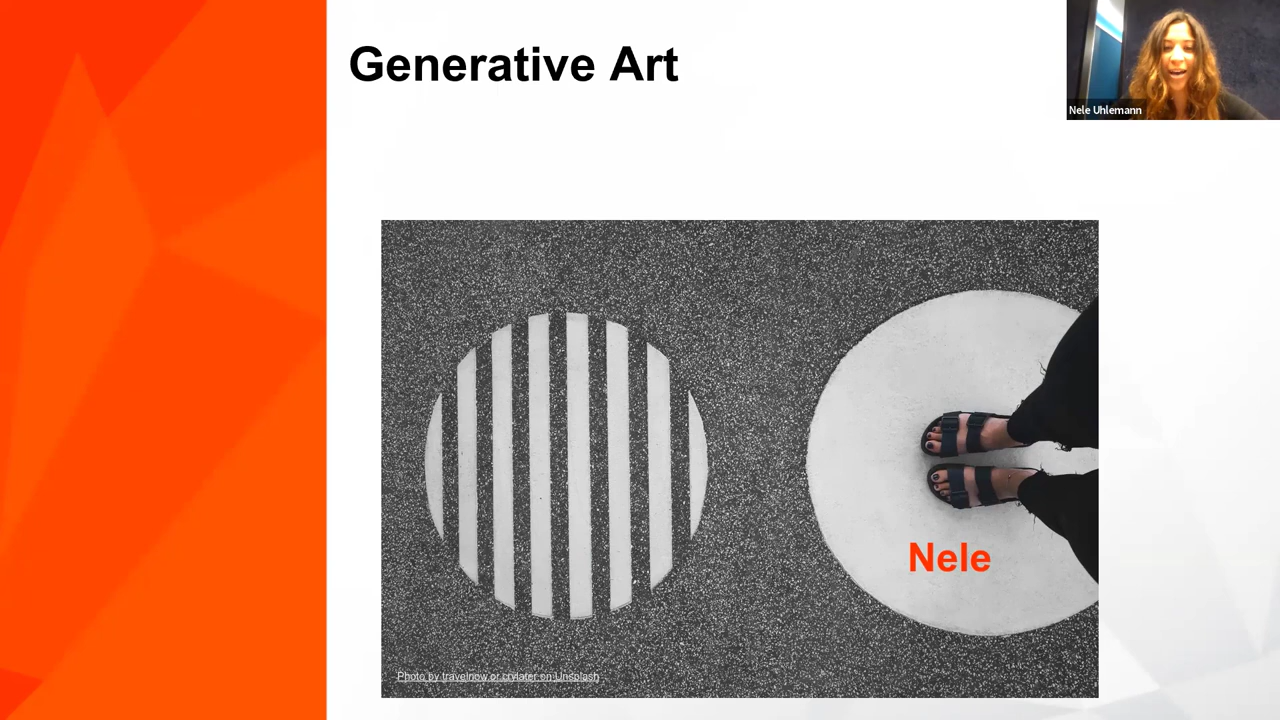 Generative Art
Nele Uhlemann
Nele
Photo by travelnow or crylater on Unsplash